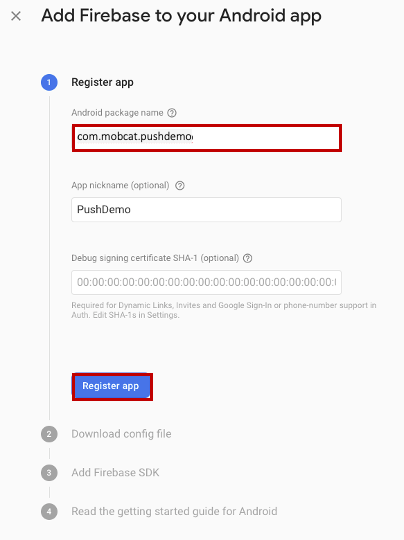 Add Firebase to your Android app
1 Register app
Android package name
com.mobcat.pushdemo
App nickname (optional)
PushDemo
Debug signing certificate SHA-1 (optional)
00:00:00:00:00:00:00:00:00:00:00:00:00:00:00:00:00:
Required for Dynamic Links, Invites and Google Sign-In or phone-number support in
Auth. Edit SHA-1s in Settings.
Register app
2 Download config file
3 Add Firebase SDK
4 Read the getting started guide for Android